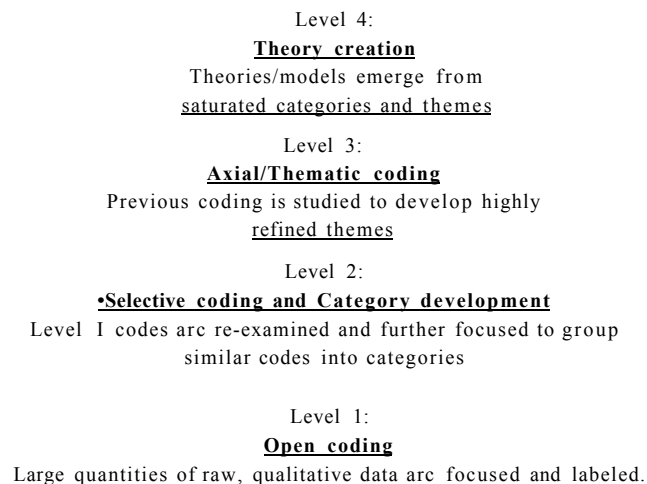 Level 4:
Theory creation
Theories/models emerge from
saturated categories and themes
Level 3:
Axial/Thematic coding
Previous coding is studied to develop highly
refined themes
Level 2:
•Selective coding and Category development
Level I codes arc re-examined and further focused to group
similar codes into categories
Level 1:
Open coding
Large quantities of raw, qualitative data arc focused and labeled.